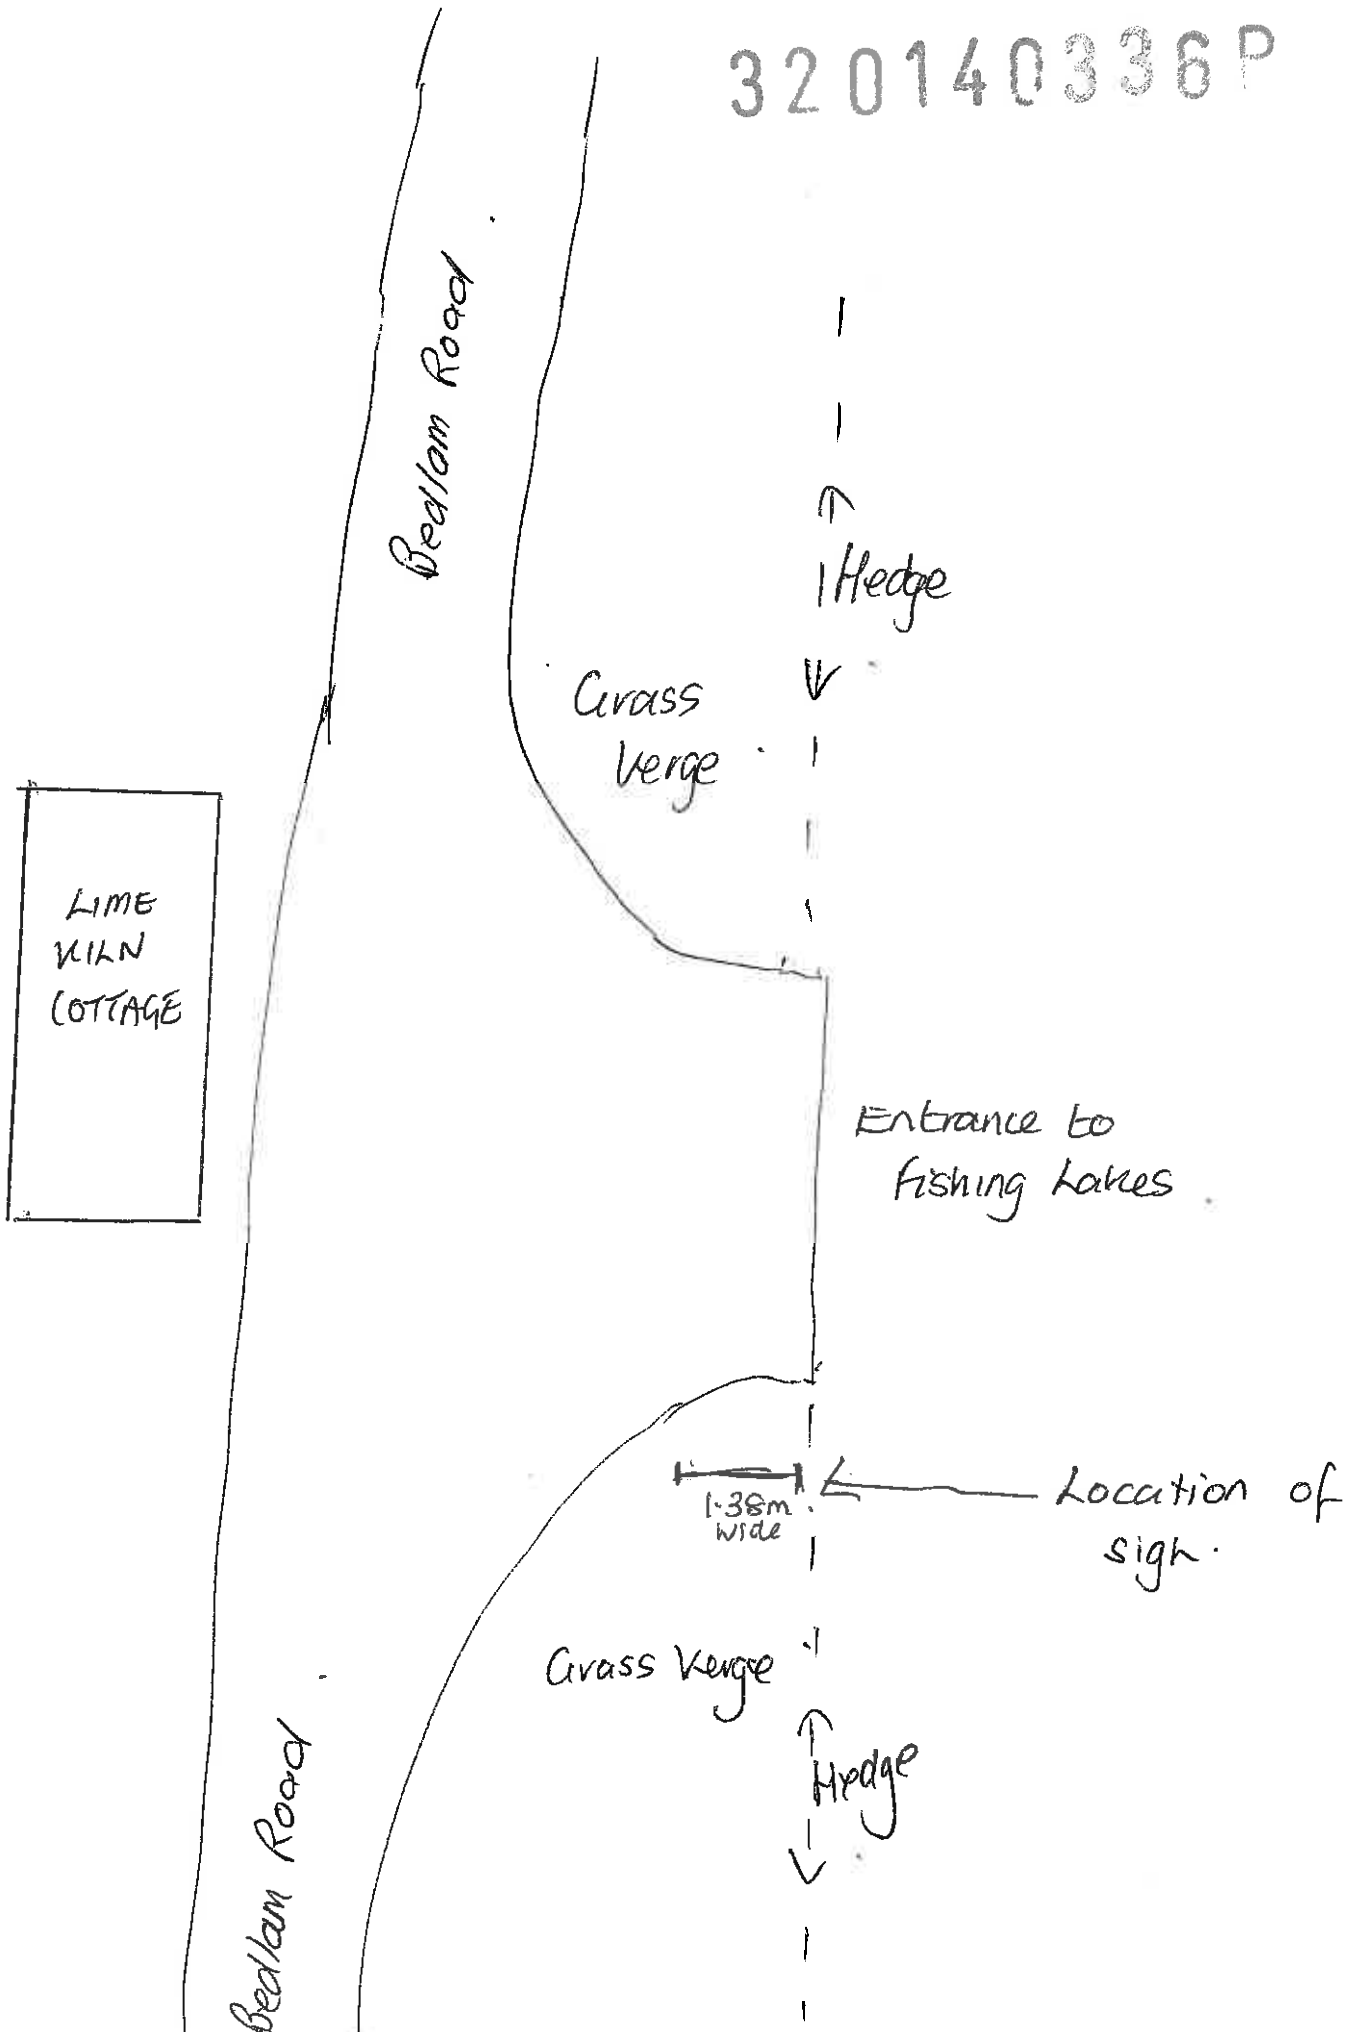 320140336P
Bedlam Road
Hedge
Grass
Verge
LIME
KILN
COTTAGE
Entrance to
Fishing Lakes
1.38m
wide
Location of
sign.
Grass Verge
Hedge
Bedlam Road